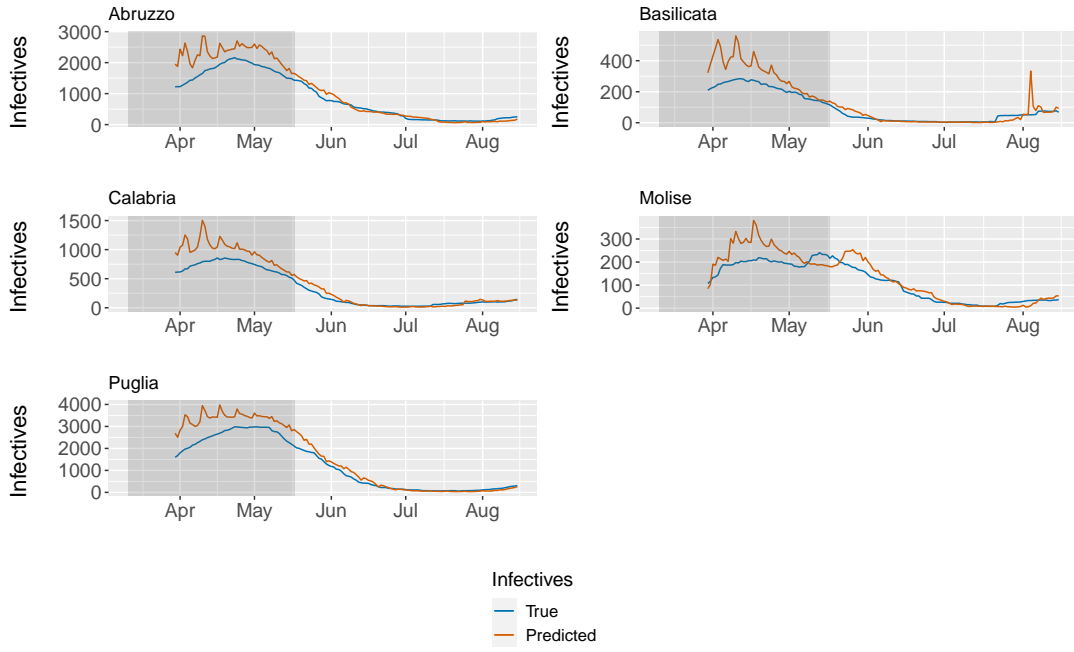 Abruzzo
Infectives
3000
2000
1000
0
Apr May Jun Jul Aug
Basilicata
Infectives
400
200
0
Apr May Jun Jul Aug
Calabria
Infectives
1500
1000
500
0
Apr May Jun Jul Aug
Molise
Infectives
300
200
100
0
Apr May Jun Jul Aug
Puglia
Infectives
4000
3000
2000
1000
0
Apr May Jun Jul Aug
Infectives
True
Predicted